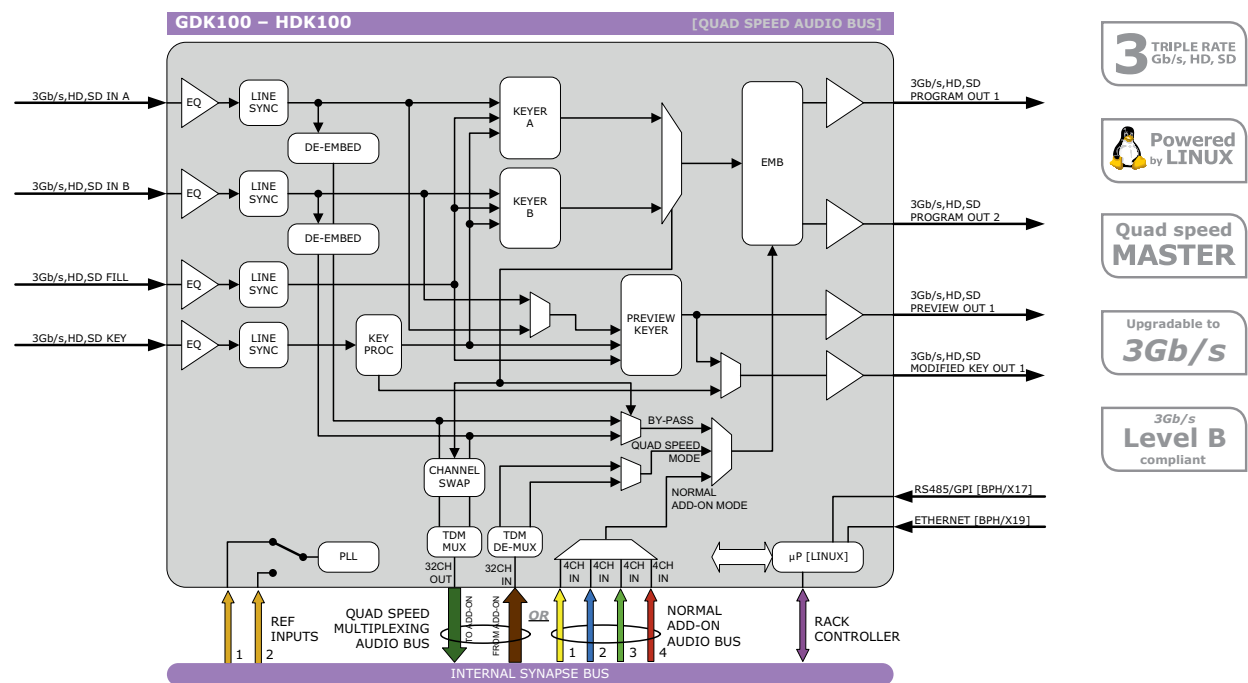 GDK100 – HDK100
[QUAD SPEED AUDIO BUS]
3Gb/s,HD,SD IN A
EQ
LINE
SYNC
DE-EMBED
KEYER
A
EMB
3Gb/s,HD,SD
PROGRAM OUT 1
3Gb/s,HD,SD IN B
EQ
LINE
SYNC
DE-EMBED
KEYER
B
3Gb/s,HD,SD
PROGRAM OUT 2
3Gb/s,HD,SD FILL
EQ
LINE
SYNC
PREVIEW
KEYER
3Gb/s,HD,SD
PREVIEW OUT 1
3Gb/s,HD,SD KEY
EQ
LINE
SYNC
KEY
PROC
3Gb/s,HD,SD
MODIFIED KEY OUT 1
BY-PASS
QUAD SPEED
MODE
NORMAL
ADD-ON MODE
CHANNEL
SWAP
TDM
MUX
TDM
DE-MUX
PLL
µP [LINUX]
RS485/GPI [BPH/X17]
ETHERNET [BPH/X19]
32CH
OUT
32CH
IN
4CH
IN
4CH
IN
4CH
IN
4CH
IN
REF
INPUTS
1
2
QUAD SPEED
MULTIPLEXING
AUDIO BUS
TO ADD-ON
FROM ADD-ON
OR
1
2
3
4
NORMAL
ADD-ON
AUDIO BUS
RACK
CONTROLLER
INTERNAL SYNAPSE BUS
3 TRIPLE RATE
Gb/s, HD, SD
Powered
by LINUX
Quad speed
MASTER
Upgradable to
3Gb/s
3Gb/s
Level B
compliant